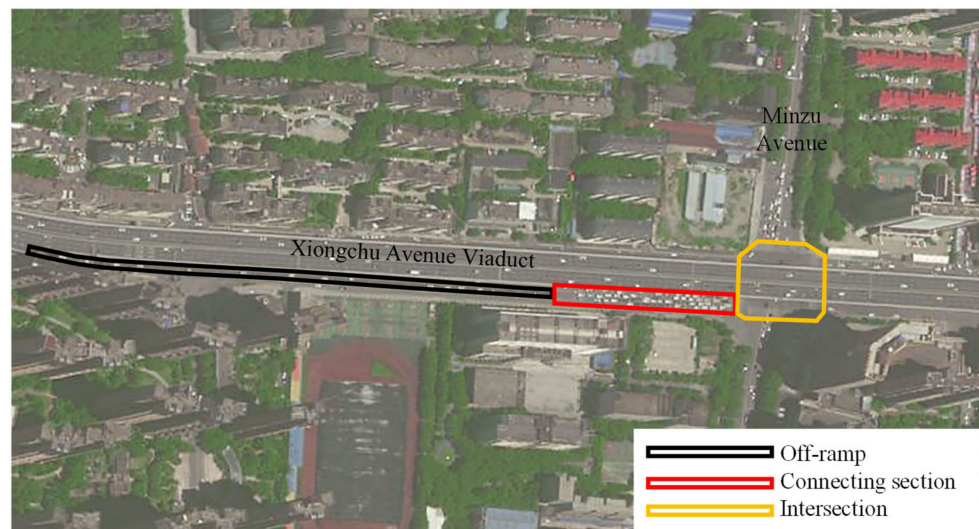 Minzu
Avenue
Xiongchu Avenue Viaduct
Off-ramp
Connecting section
Intersection